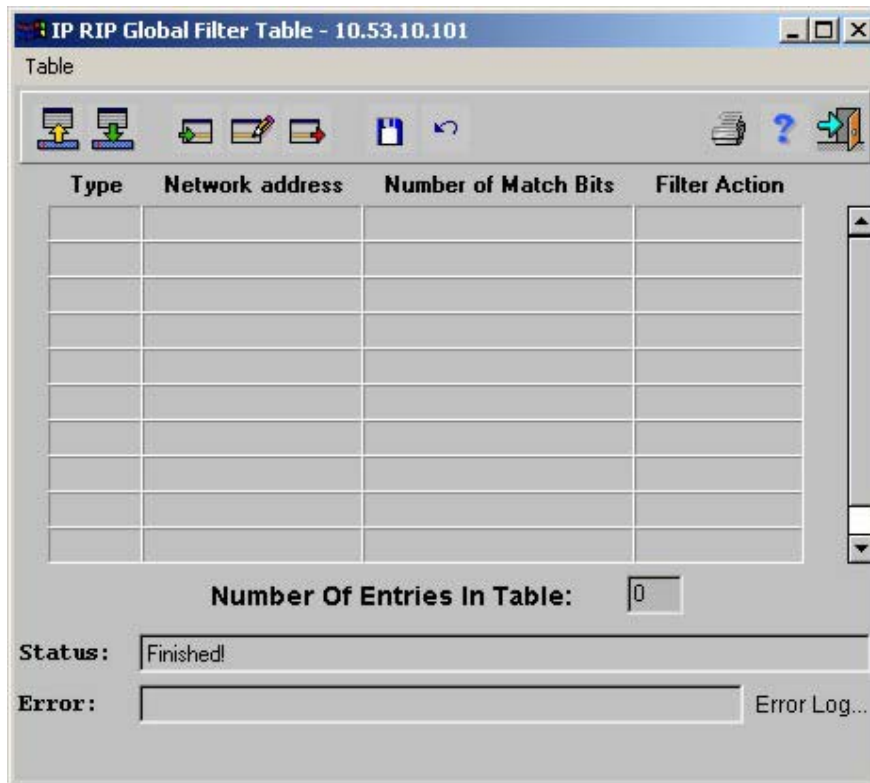 IP RIP Global Filter Table - 10.53.10.101
Table
Type Network address Number of Match Bits Filter Action
Number Of Entries In Table: 0
Status: Finished!
Error: Error Log...